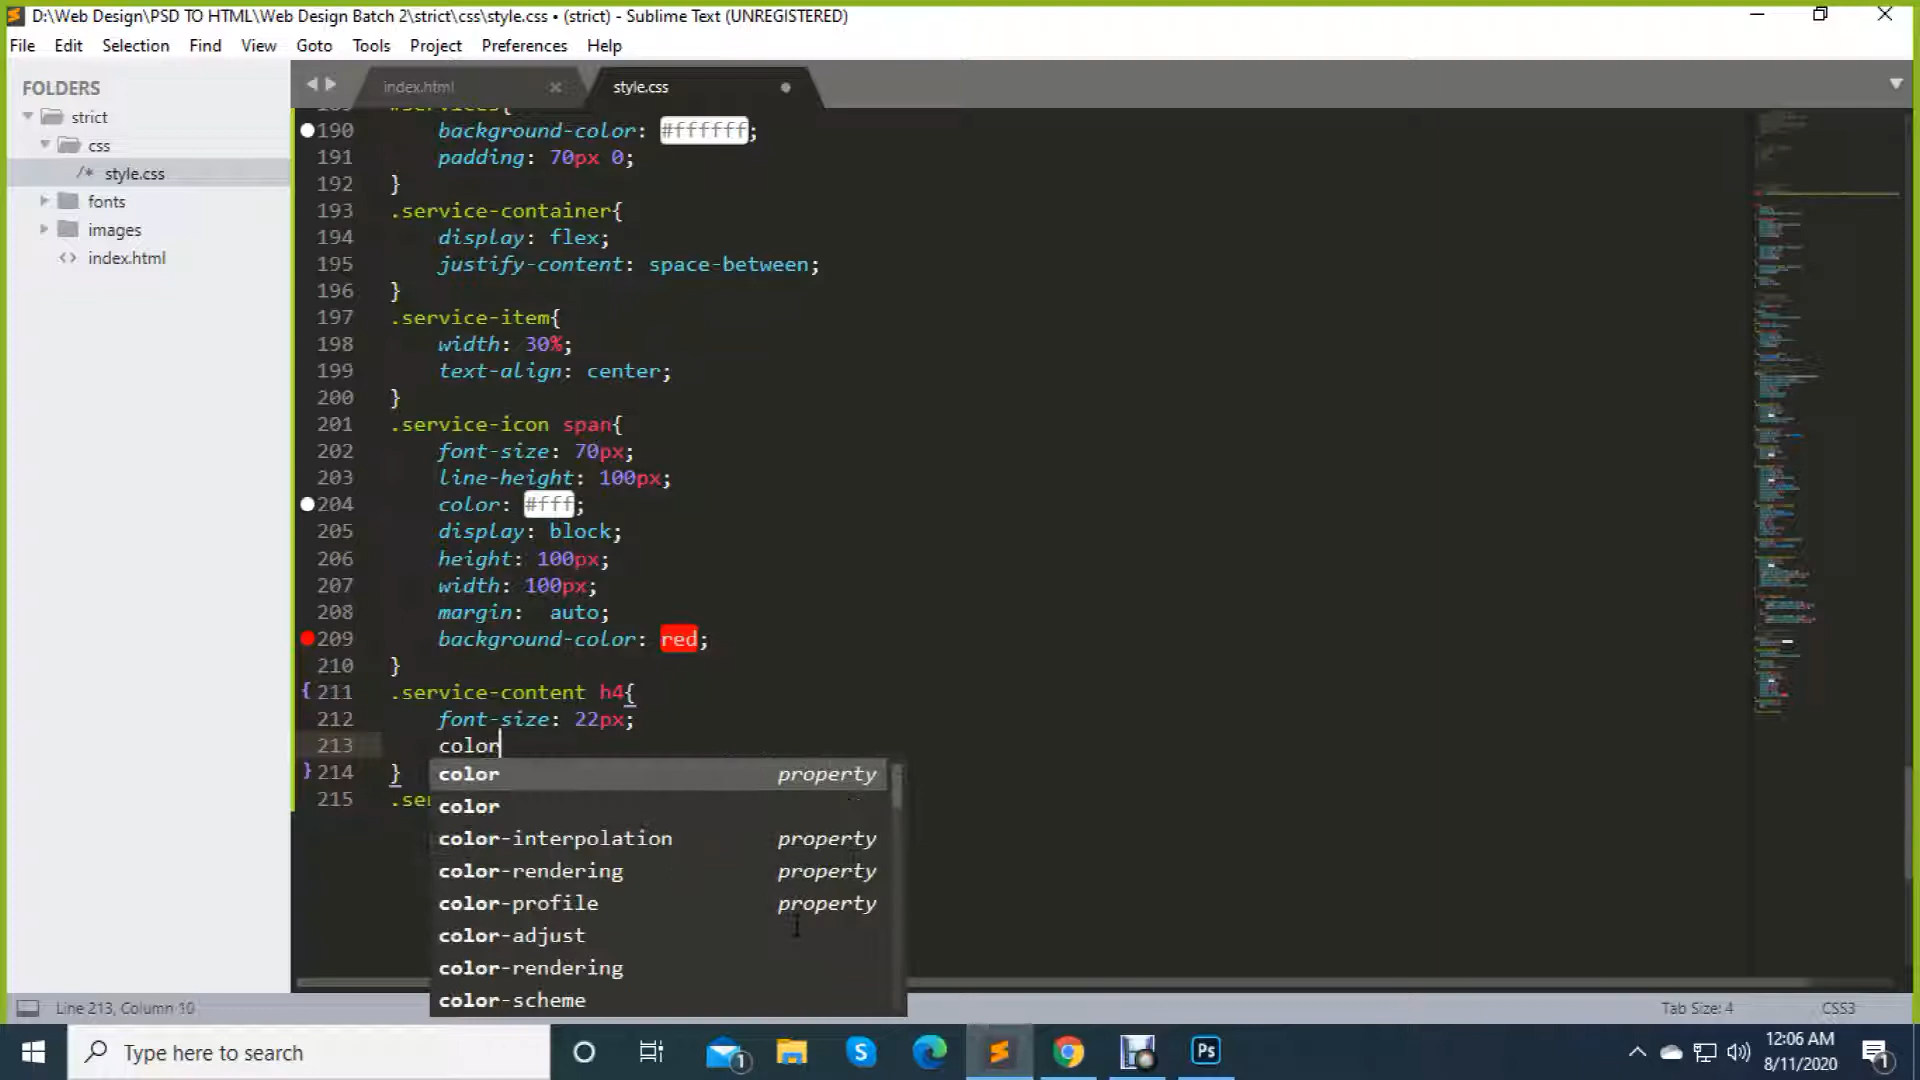 D:\Web Design\PSD TO HTML\Web Design Batch 2\strict\css\style.css • (strict) - Sublime Text (UNREGISTERED)
File Edit Selection Find View Goto Tools Project Preferences Help
FOLDERS
strict
css
/* style.css
fonts
images
<> index.html
index.html
style.css
190 background-color: #ffffff;
191 padding: 70px 0;
192 }
193 .service-container{
194 display: flex;
195 justify-content: space-between;
196 }
197 .service-item{
198 width: 30%;
199 text-align: center;
200 }
201 .service-icon span{
202 font-size: 70px;
203 line-height: 100px;
204 color: #fff;
205 display: block;
206 height: 100px;
207 width: 100px;
208 margin:  auto;
209 background-color: red;
210 }
{ 211 .service-content h4{
212 font-size: 22px;
213 color
} 214 }
215 .se
color property
color
color-interpolation property
color-rendering property
color-profile property
color-adjust
color-rendering
color-scheme
Line 213, Column 10
Tab Size: 4
CSS3
Type here to search
1
Ps
12:06 AM
8/11/2020
1